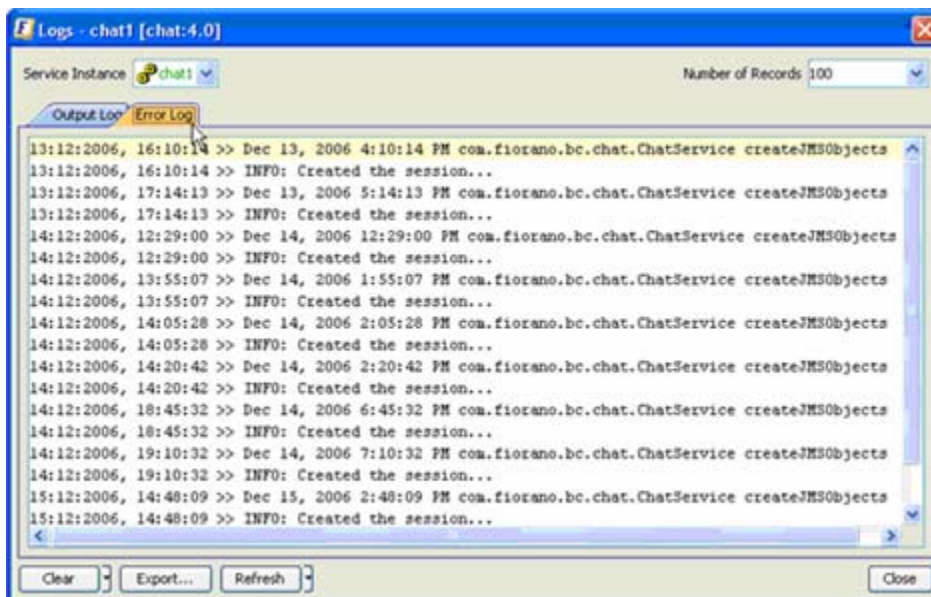 Logs - chat1 [chat:4.0]
Service Instance chat1
Number of Records 100
Output Log Error Log
13:12:2006, 16:10:14 >> Dec 13, 2006 4:10:14 PM com.fiorano.bc.chat.ChatService createJMSObjects
13:12:2006, 16:10:14 >> INFO: Created the session...
13:12:2006, 17:14:13 >> Dec 13, 2006 5:14:13 PM com.fiorano.bc.chat.ChatService createJMSObjects
13:12:2006, 17:14:13 >> INFO: Created the session...
14:12:2006, 12:29:00 >> Dec 14, 2006 12:29:00 PM com.fiorano.bc.chat.ChatService createJMSObjects
14:12:2006, 12:29:00 >> INFO: Created the session...
14:12:2006, 13:55:07 >> Dec 14, 2006 1:55:07 PM com.fiorano.bc.chat.ChatService createJMSObjects
14:12:2006, 13:55:07 >> INFO: Created the session...
14:12:2006, 14:05:28 >> Dec 14, 2006 2:05:28 PM com.fiorano.bc.chat.ChatService createJMSObjects
14:12:2006, 14:05:28 >> INFO: Created the session...
14:12:2006, 14:20:42 >> Dec 14, 2006 2:20:42 PM com.fiorano.bc.chat.ChatService createJMSObjects
14:12:2006, 14:20:42 >> INFO: Created the session...
14:12:2006, 18:45:32 >> Dec 14, 2006 6:45:32 PM com.fiorano.bc.chat.ChatService createJMSObjects
14:12:2006, 18:45:32 >> INFO: Created the session...
14:12:2006, 19:10:32 >> Dec 14, 2006 7:10:32 PM com.fiorano.bc.chat.ChatService createJMSObjects
14:12:2006, 19:10:32 >> INFO: Created the session...
15:12:2006, 14:48:09 >> Dec 15, 2006 2:48:09 PM com.fiorano.bc.chat.ChatService createJMSObjects
15:12:2006, 14:48:09 >> INFO: Created the session...
Clear Export... Refresh Close